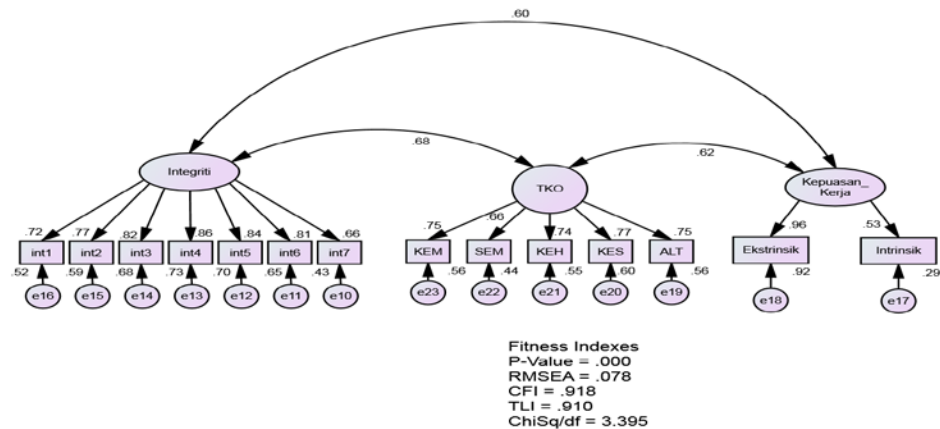 .60
.68
.62
Integriti
TKO
Kepuasan_
Kerja
.72 .77 .82 .86 .84 .81 .66
.75 .66 .74 .77 .75
.96 .53
int1 int2 int3 int4 int5 int6 int7
KEM SEM KEH KES ALT
Ekstrinsik Intrinsik
.52 .59 .68 .73 .70 .65 .43
.56 .44 .55 .60 .56
.92 .29
e16 e15 e14 e13 e12 e11 e10
e23 e22 e21 e20 e19
e18 e17
Fitness Indexes
P-Value = .000
RMSEA = .078
CFI = .918
TLI = .910
ChiSq/df = 3.395